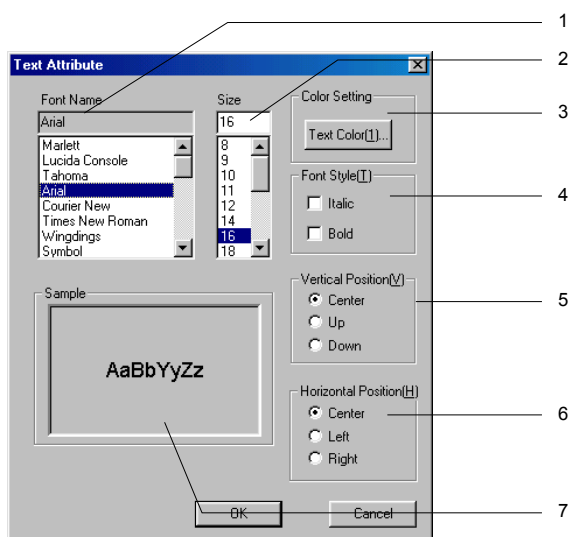 1
Text Attribute
2
Font Name
Size
Color Setting
Arial
16
3
Text Color(1)...
Marlett
Lucida Console
Tahoma
Arial
Courier New
Times New Roman
Wingdings
Symbol
8
9
10
11
12
14
16
18
Font Style(T)
Italic
4
Bold
Vertical Position(V)
Center
5
Up
Down
Sample
AaBbYyZz
Horizontal Position(H)
Center
6
Left
Right
OK
Cancel
7